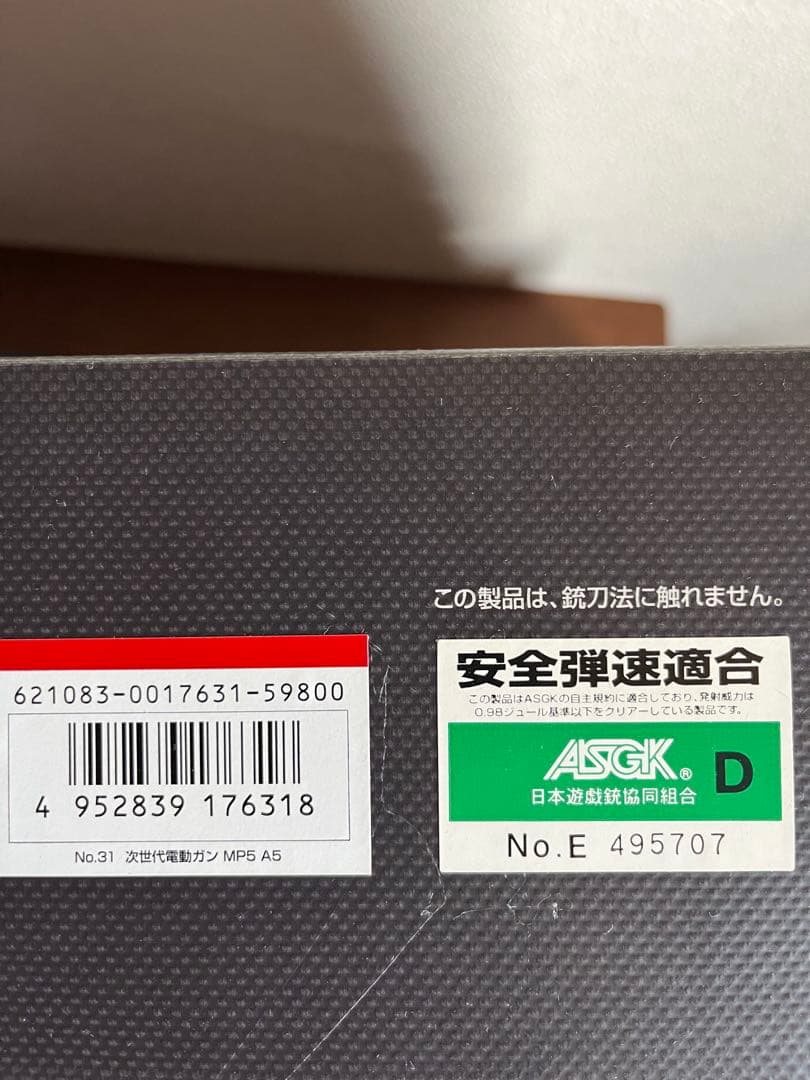 この製品は、銃刀法に触れません。
621083-0017631-59800
4 952839 176318
No.31 次世代電動ガン MP5 A5
安全弾速適合
この製品はASGKの自主規約に適合しており、発射威力は
0.98ジュール基準以下をクリアーしている製品です。
ASGK® D
日本遊戯銃協同組合
No.E 495707